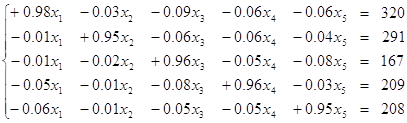 +0.98x₁ −0.03x₂ −0.09x₃ −0.06x₄ −0.06x₅ = 320
−0.01x₁ +0.95x₂ −0.06x₃ −0.06x₄ −0.04x₅ = 291
−0.01x₁ −0.02x₂ +0.96x₃ −0.05x₄ −0.08x₅ = 167
−0.05x₁ −0.01x₂ −0.08x₃ +0.96x₄ −0.03x₅ = 209
−0.06x₁ −0.01x₂ −0.05x₃ −0.05x₄ +0.95x₅ = 208